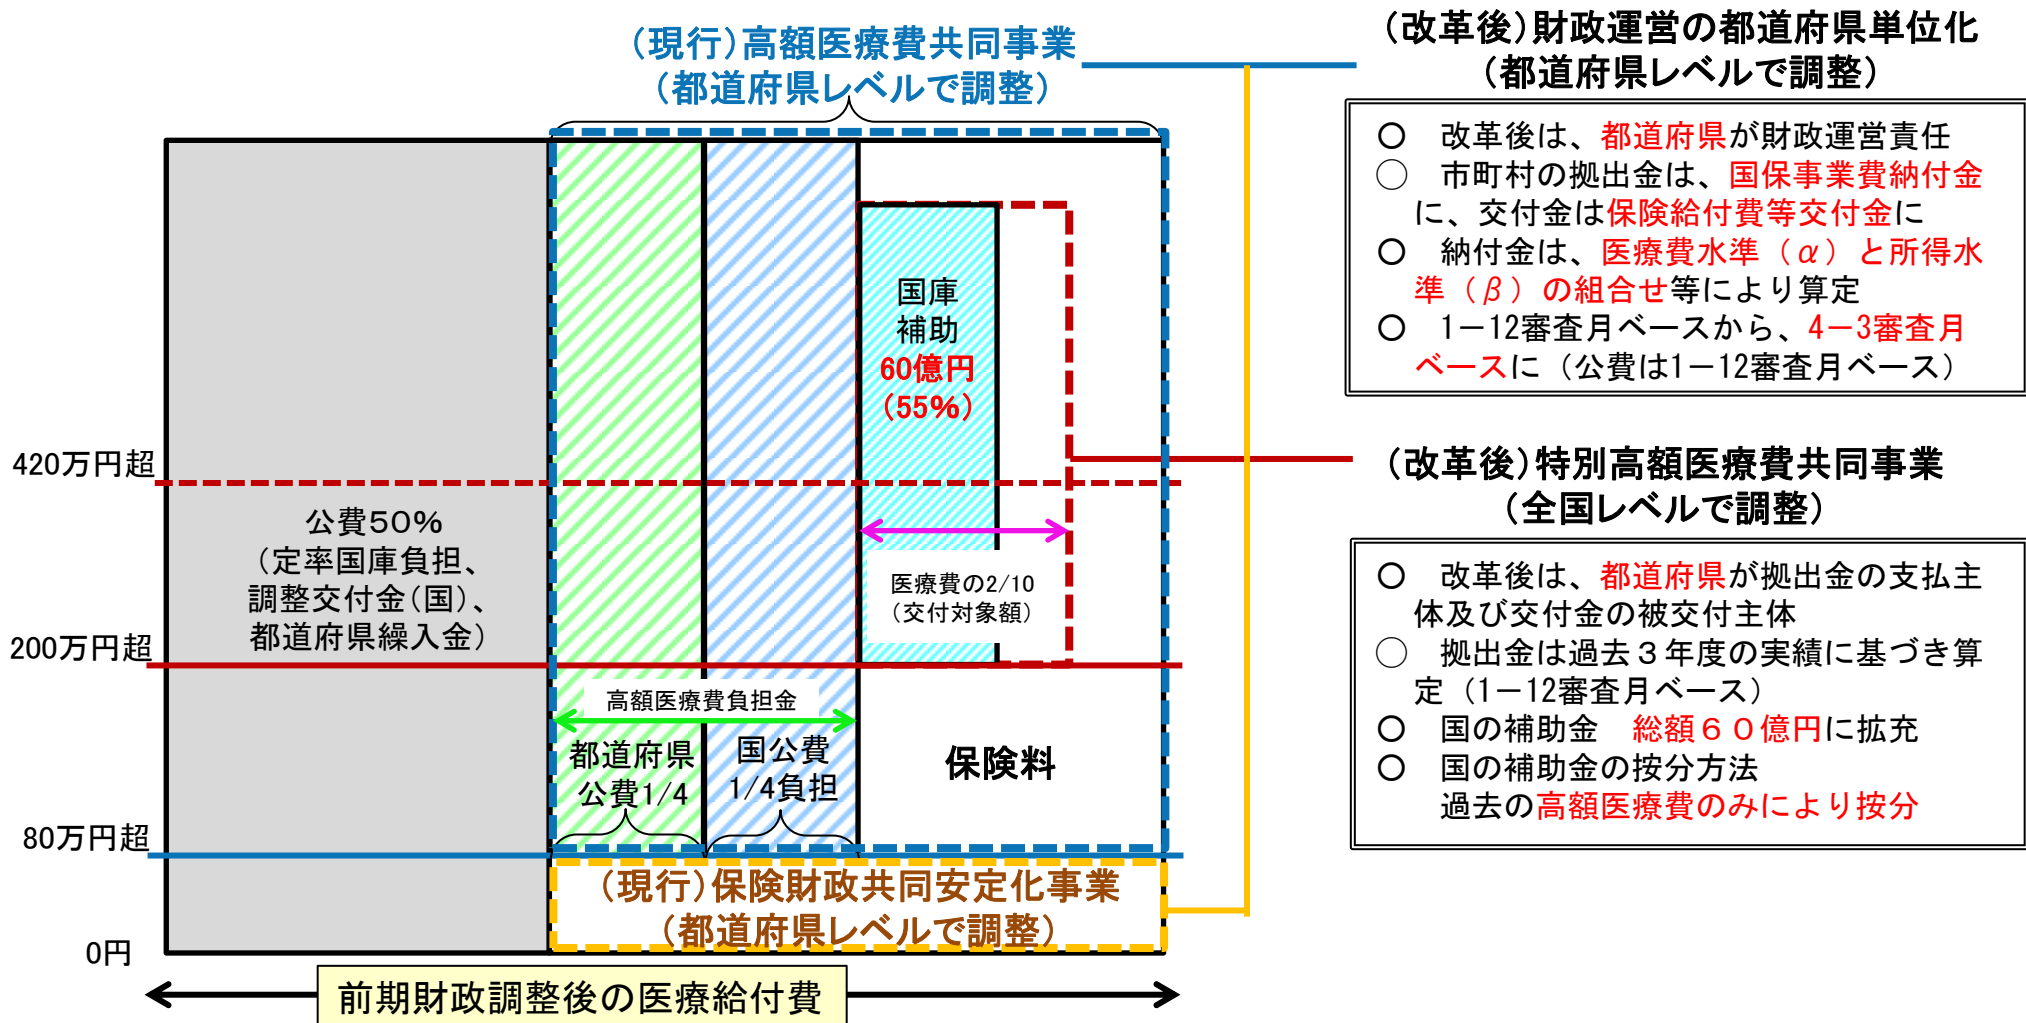 （現行）高額医療費共同事業
（都道府県レベルで調整）
420万円超
200万円超
80万円超
0円
公費50%
（定率国庫負担、
調整交付金（国）、
都道府県繰入金）
国庫
補助
60億円
（55%）
医療費の2/10
（交付対象額）
高額医療費負担金
都道府県
公費1/4
国公費
1/4負担
保険料
（現行）保険財政共同安定化事業
（都道府県レベルで調整）
前期財政調整後の医療給付費
（改革後）財政運営の都道府県単位化
（都道府県レベルで調整）
○　改革後は、都道府県が財政運営責任
○　市町村の拠出金は、国保事業費納付金
に、交付金は保険給付費等交付金に
○　納付金は、医療費水準（α）と所得水
準（β）の組合せ等により算定
○　1－12審査月ベースから、4－3審査月
ベースに（公費は1－12審査月ベース）
（改革後）特別高額医療費共同事業
（全国レベルで調整）
○　改革後は、都道府県が拠出金の支払主
体及び交付金の被交付主体
○　拠出金は過去３年度の実績に基づき算
定（1－12審査月ベース）
○　国の補助金　総額６０億円に拡充
○　国の補助金の按分方法
過去の高額医療費のみにより按分